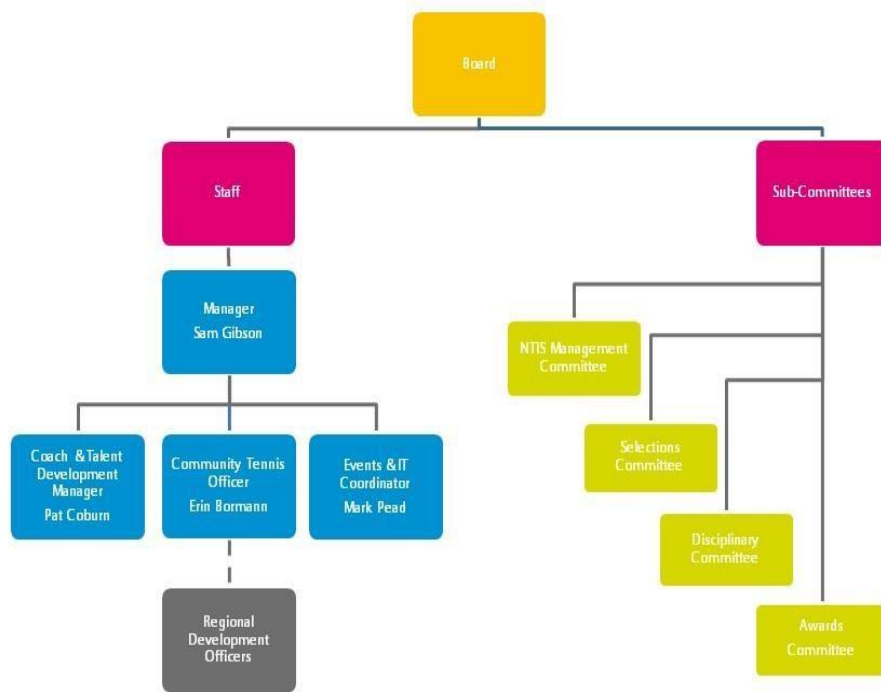 Board
Staff
Sub-Committees
Manager
Sam Gibson
NTIS Management
Committee
Selections
Committee
Coach &Talent
Development
Manager
Pat Coburn
Community Tennis
Officer
Erin Bormann
Events &IT
Coordinator
Mark Pead
Disciplinary
Committee
Regional
Development
Officers
Awards
Committee